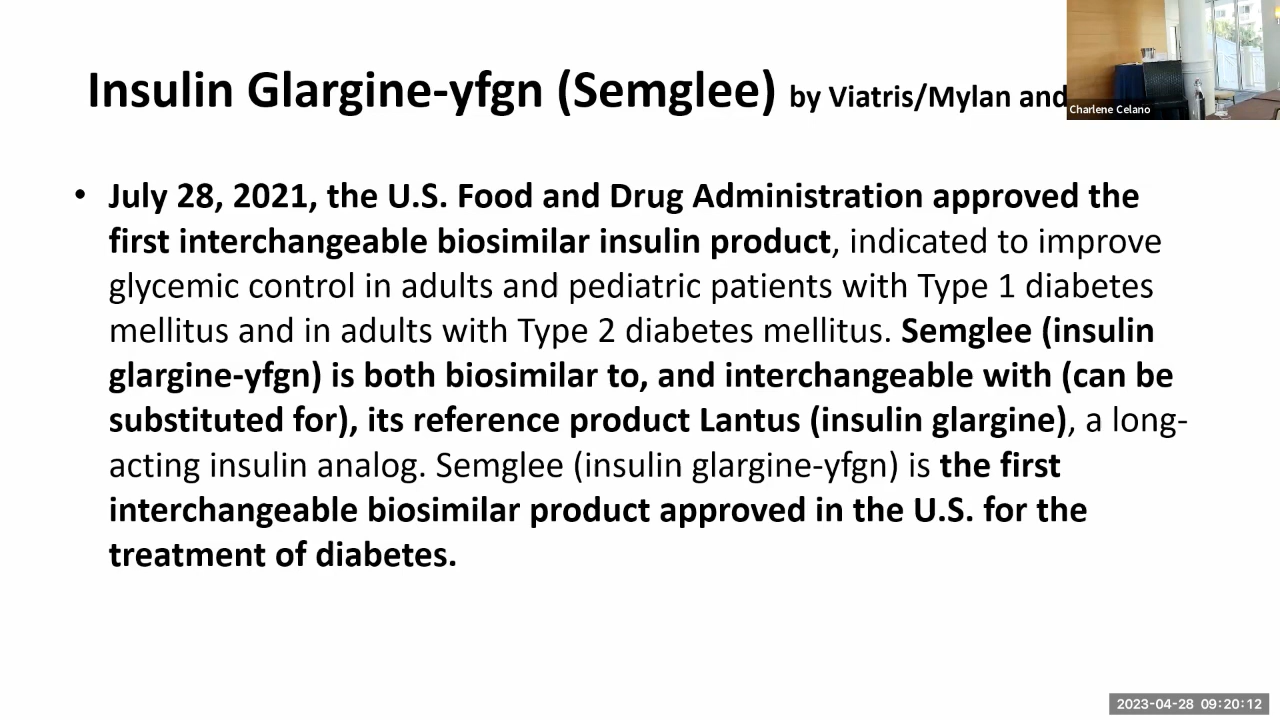 Insulin Glargine-yfgn (Semglee) by Viatris/Mylan and
Charlene Celano
• July 28, 2021, the U.S. Food and Drug Administration approved the
first interchangeable biosimilar insulin product, indicated to improve
glycemic control in adults and pediatric patients with Type 1 diabetes
mellitus and in adults with Type 2 diabetes mellitus. Semglee (insulin
glargine-yfgn) is both biosimilar to, and interchangeable with (can be
substituted for), its reference product Lantus (insulin glargine), a long-
acting insulin analog. Semglee (insulin glargine-yfgn) is the first
interchangeable biosimilar product approved in the U.S. for the
treatment of diabetes.
2023-04-28 09:20:12